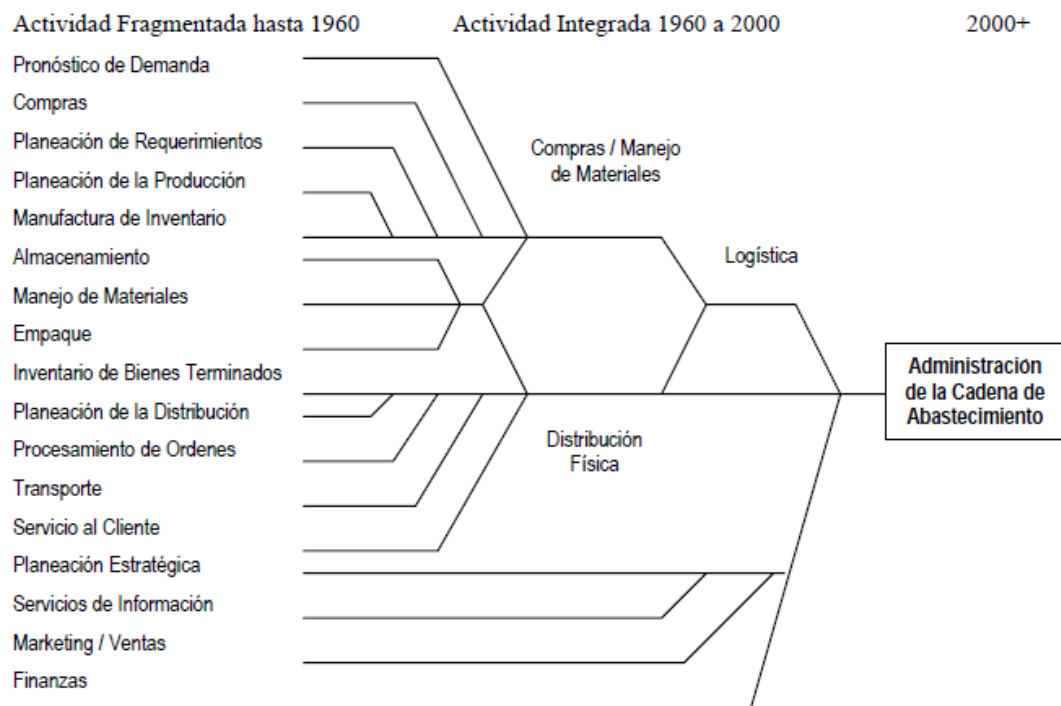 Actividad Fragmentada hasta 1960
Actividad Integrada 1960 a 2000
2000+
Pronóstico de Demanda
Compras
Planeación de Requerimientos
Planeación de la Producción
Manufactura de Inventario
Almacenamiento
Manejo de Materiales
Empaque
Inventario de Bienes Terminados
Planeación de la Distribución
Procesamiento de Ordenes
Transporte
Servicio al Cliente
Planeación Estratégica
Servicios de Información
Marketing / Ventas
Finanzas
Compras / Manejo
de Materiales
Distribución
Física
Logística
Administración
de la Cadena de
Abastecimiento